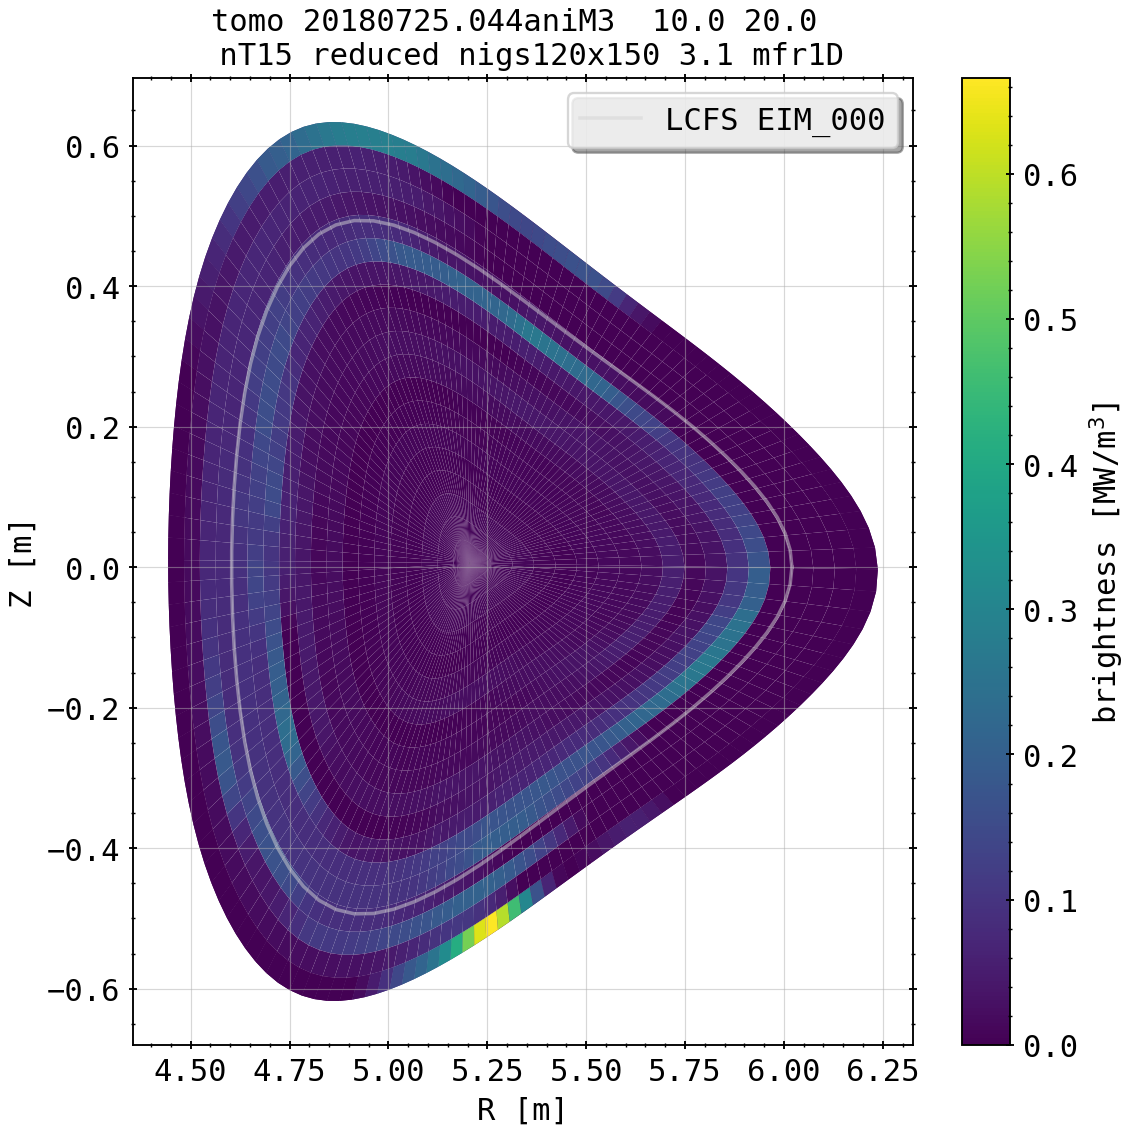 tomo 20180725.044aniM3  10.0 20.0
nT15 reduced nigs120x150 3.1 mfr1D
LCFS EIM_000
0.6
0.4
0.2
0.0
−0.2
−0.4
−0.6
Z [m]
4.50 4.75 5.00 5.25 5.50 5.75 6.00 6.25
R [m]
0.6
0.5
0.4
0.3
0.2
0.1
0.0
brightness [MW/m³]